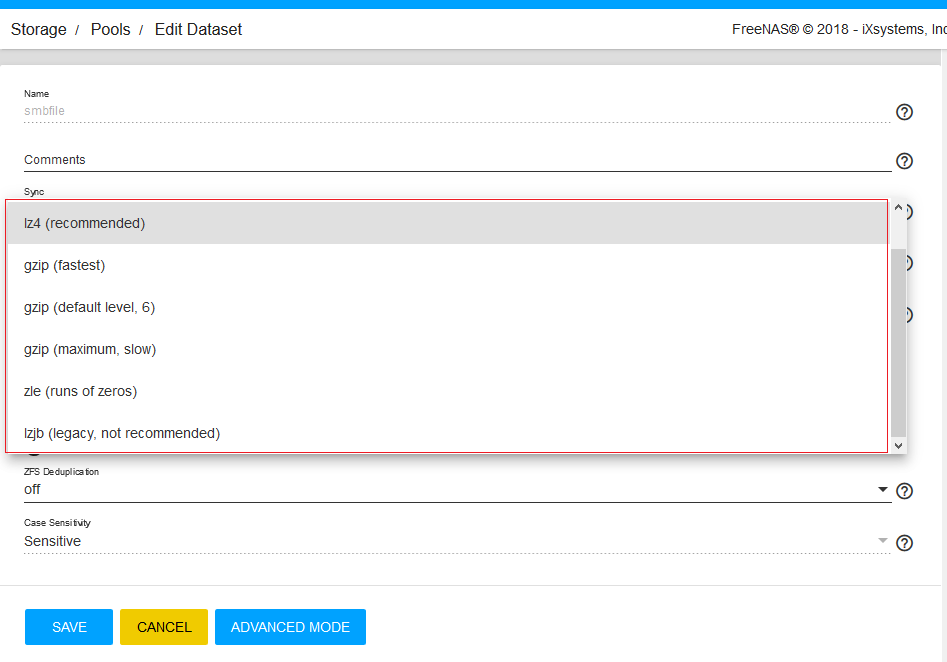 Storage / Pools / Edit Dataset
FreeNAS® © 2018 - iXsystems, Inc
Name
smbfile
Comments
Sync
lz4 (recommended)
gzip (fastest)
gzip (default level, 6)
gzip (maximum, slow)
zle (runs of zeros)
lzjb (legacy, not recommended)
ZFS Deduplication
off
Case Sensitivity
Sensitive
SAVE
CANCEL
ADVANCED MODE